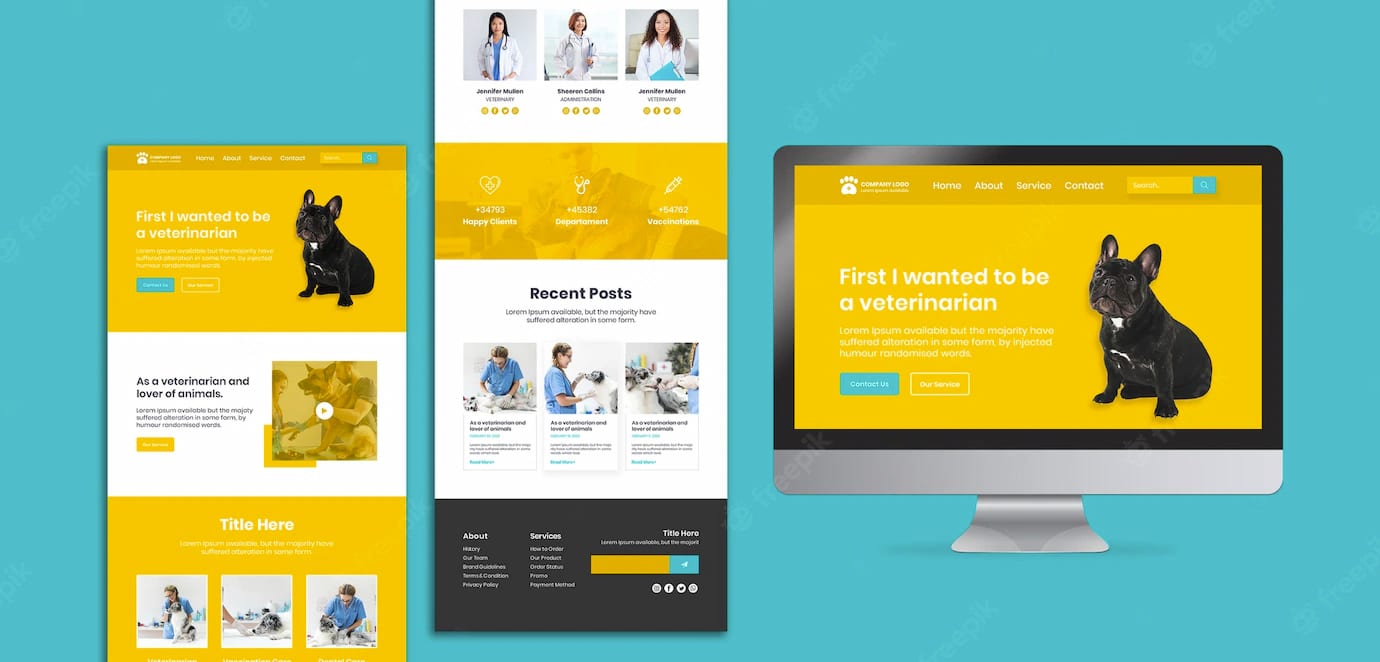 COMPANY LOGO
Home About Service Contact
Search..
First I wanted to be
a veterinarian
Lorem Ipsum available but the majority have
suffered alteration in some form, by injected
humour randomised words.
Contact Us Our Service
As a veterinarian and
lover of animals.
Lorem Ipsum available but the majoty
suffered alteration in some form, by
humour randomised words.
Our Service
Title Here
Lorem Ipsum available, but the majority have
suffered alteration in some form.
Veterinarian Vaccination Care Dental Care
Jennifer Mullen Sheeren Collins Jennifer Mullen
VETERINARY ADMINISTRATION VETERINARY
+34793 +45382 +54762
Happy Clients Departament Vaccinations
Recent Posts
Lorem Ipsum available, but the majority have
suffered alteration in some form.
As a veterinarian and
lover of animals
As a veterinarian and
lover of animals
As a veterinarian and
lover of animals
Read More+ Read More+ Read More+
About
History
Our Team
Brand Guidelines
Terms & Condition
Privacy Policy
Services
How to Order
Our Product
Order Status
Promo
Payment Method
Title Here
Lorem Ipsum available, but the majorit
COMPANY LOGO
Lorem Ipsum available
Home About Service Contact
Search..
First I wanted to be
a veterinarian
Lorem Ipsum available but the majority have
suffered alteration in some form, by injected
humour randomised words.
Contact Us Our Service
freepik